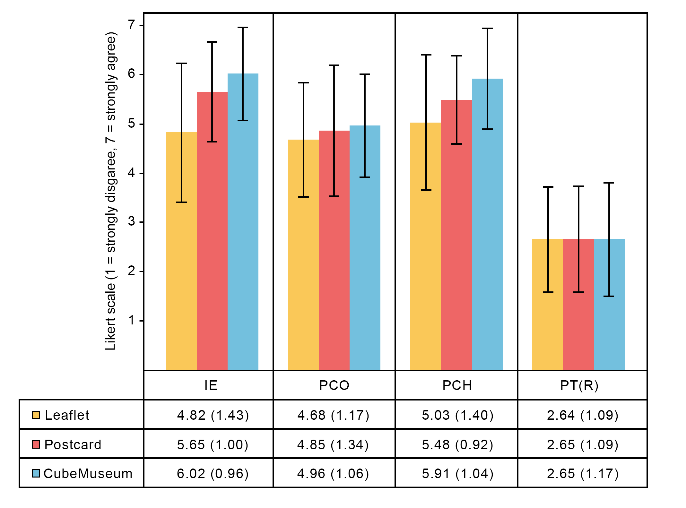 Likert scale (1 = strongly disgaree, 7 = strongly agree)
7
6
5
4
3
2
1
IE PCO PCH PT(R)
Leaflet 4.82 (1.43) 4.68 (1.17) 5.03 (1.40) 2.64 (1.09)
Postcard 5.65 (1.00) 4.85 (1.34) 5.48 (0.92) 2.65 (1.09)
CubeMuseum 6.02 (0.96) 4.96 (1.06) 5.91 (1.04) 2.65 (1.17)